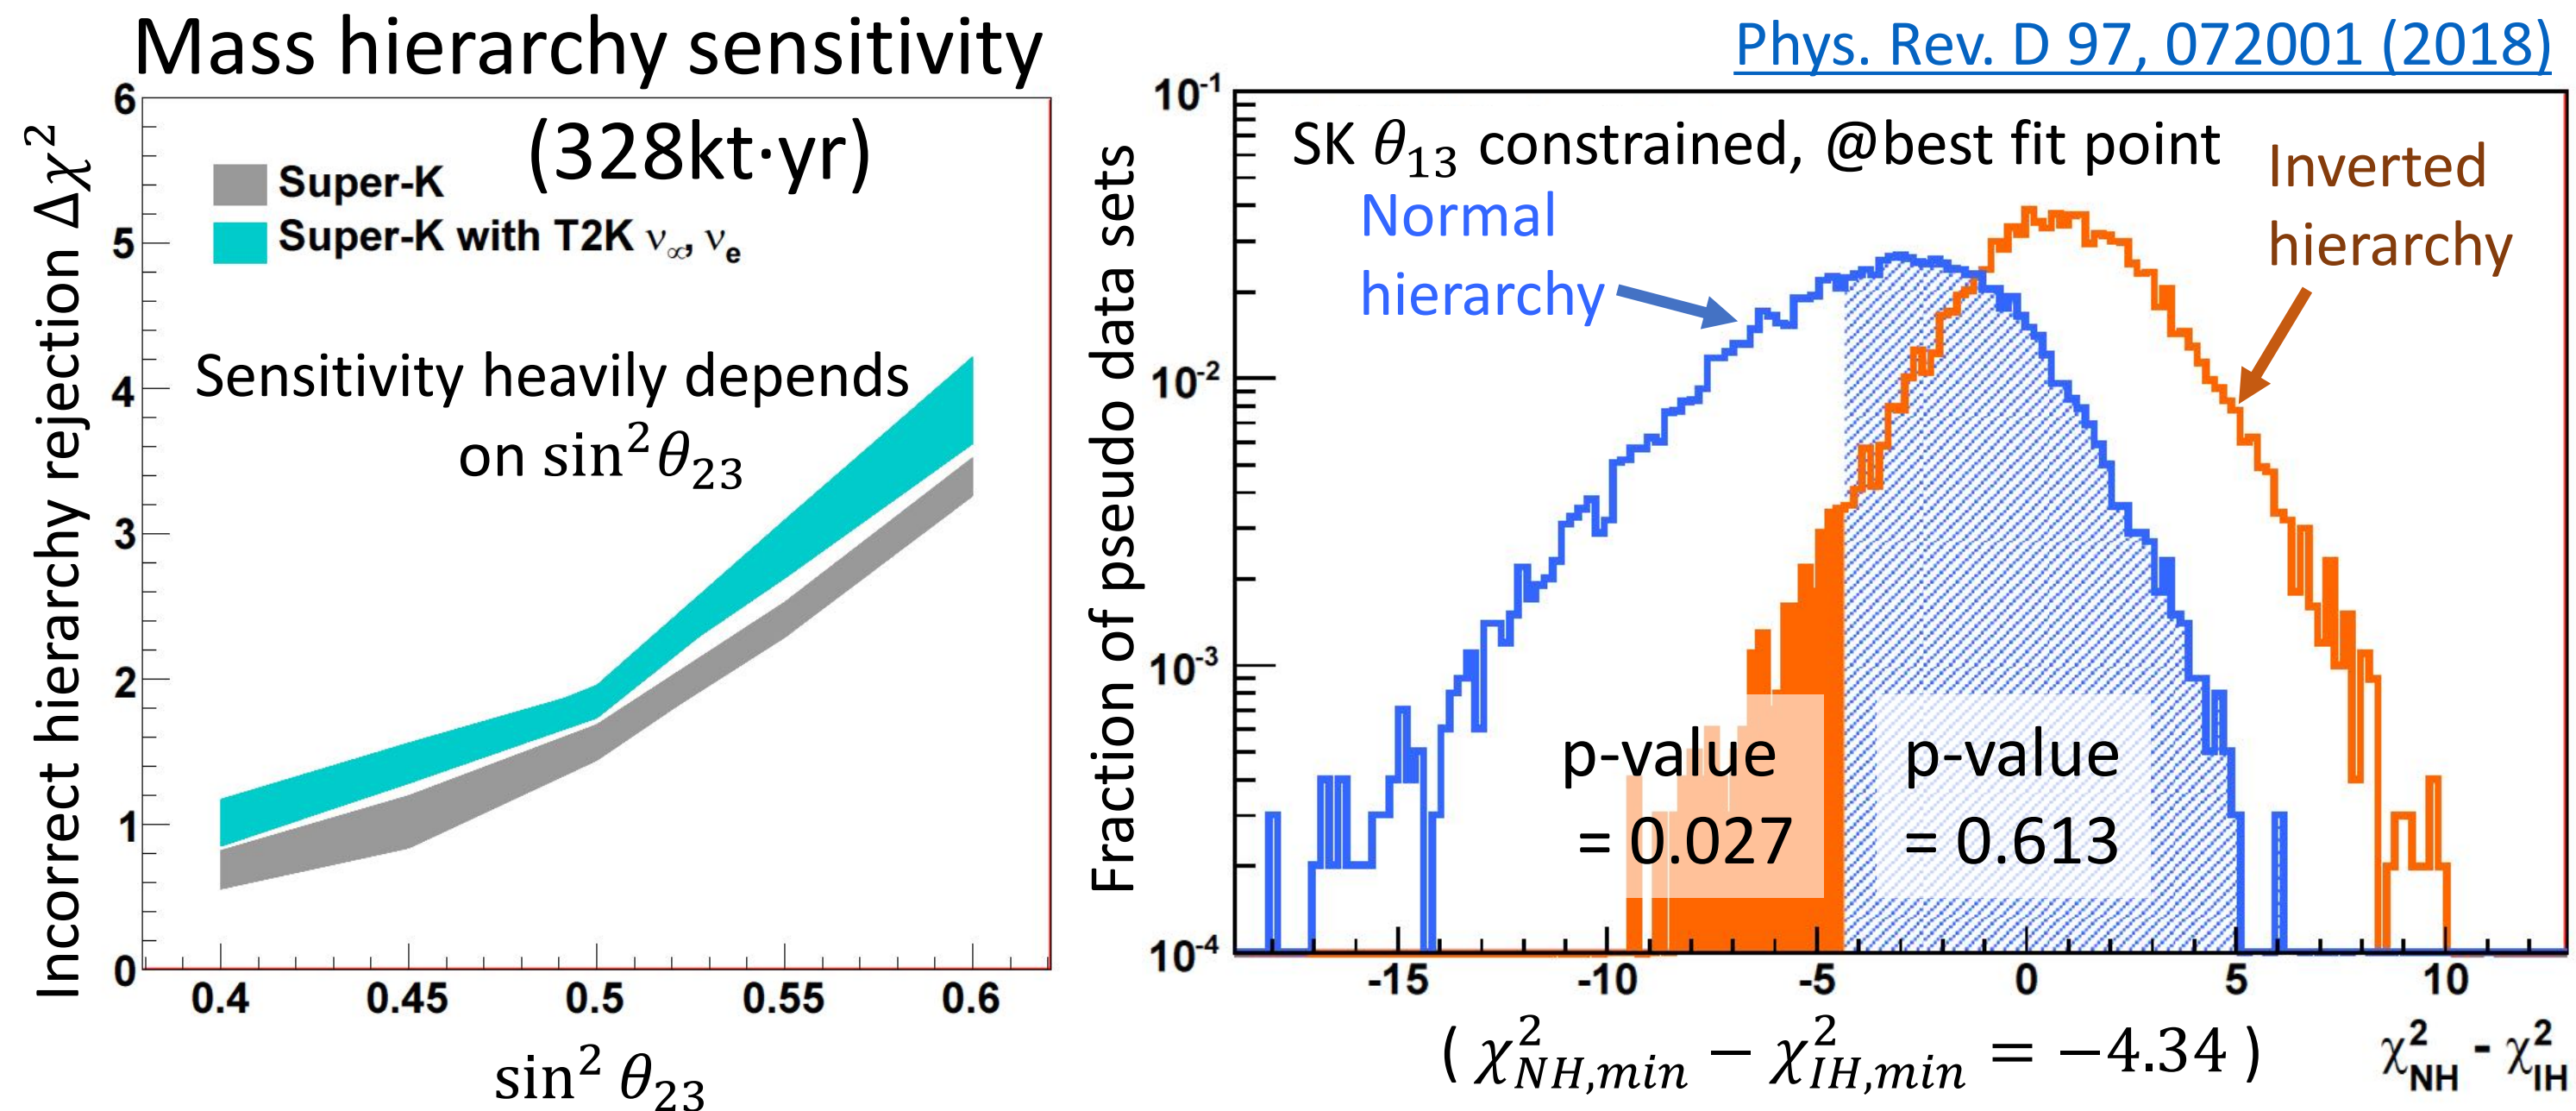 Mass hierarchy sensitivity
(328kt·yr)
Super-K
Super-K with T2K ν∞, νe
Sensitivity heavily depends
on sin²θ₂₃
Incorrect hierarchy rejection Δχ²
6
5
4
3
2
1
0
0.4 0.45 0.5 0.55 0.6
sin² θ₂₃
Phys. Rev. D 97, 072001 (2018)
SK θ₁₃ constrained, @best fit point
Normal
hierarchy
Inverted
hierarchy
Fraction of pseudo data sets
10⁻¹
10⁻²
10⁻³
10⁻⁴
p-value
= 0.027
p-value
= 0.613
-15 -10 -5 0 5 10
( χ²NH,min − χ²IH,min = −4.34 )
χ²NH - χ²IH